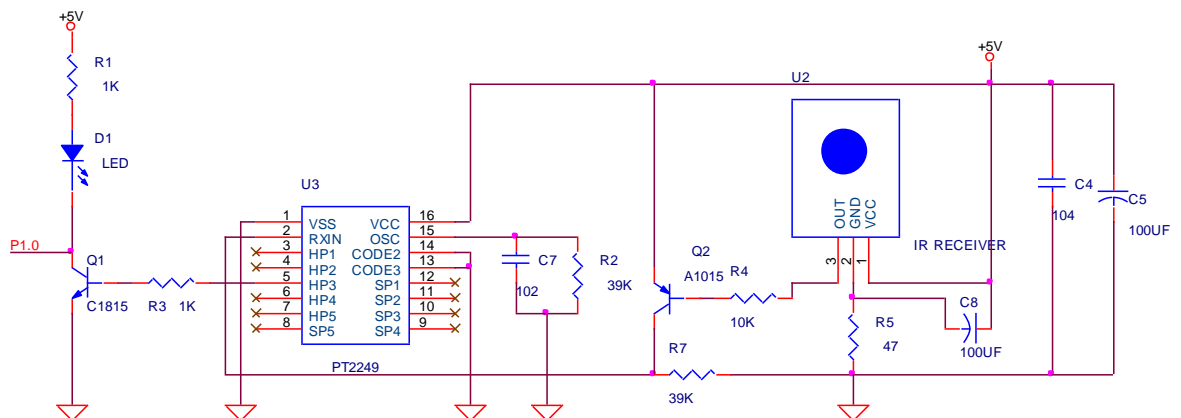 +5V
R1
1K
D1
LED
P1.0
Q1
C1815
R3 1K
U3
1 VSS VCC 16
2 RXIN OSC 15
3 HP1 CODE2 14
4 HP2 CODE3 13
5 HP3 SP1 12
6 HP4 SP2 11
7 HP5 SP3 10
8 SP5 SP4 9
PT2249
C7
102
R2
39K
Q2
A1015
R4
10K
R7
39K
+5V
U2
OUT
GND
VCC
3
2
1
IR RECEIVER
R5
47
C8
100UF
C4
104
C5
100UF